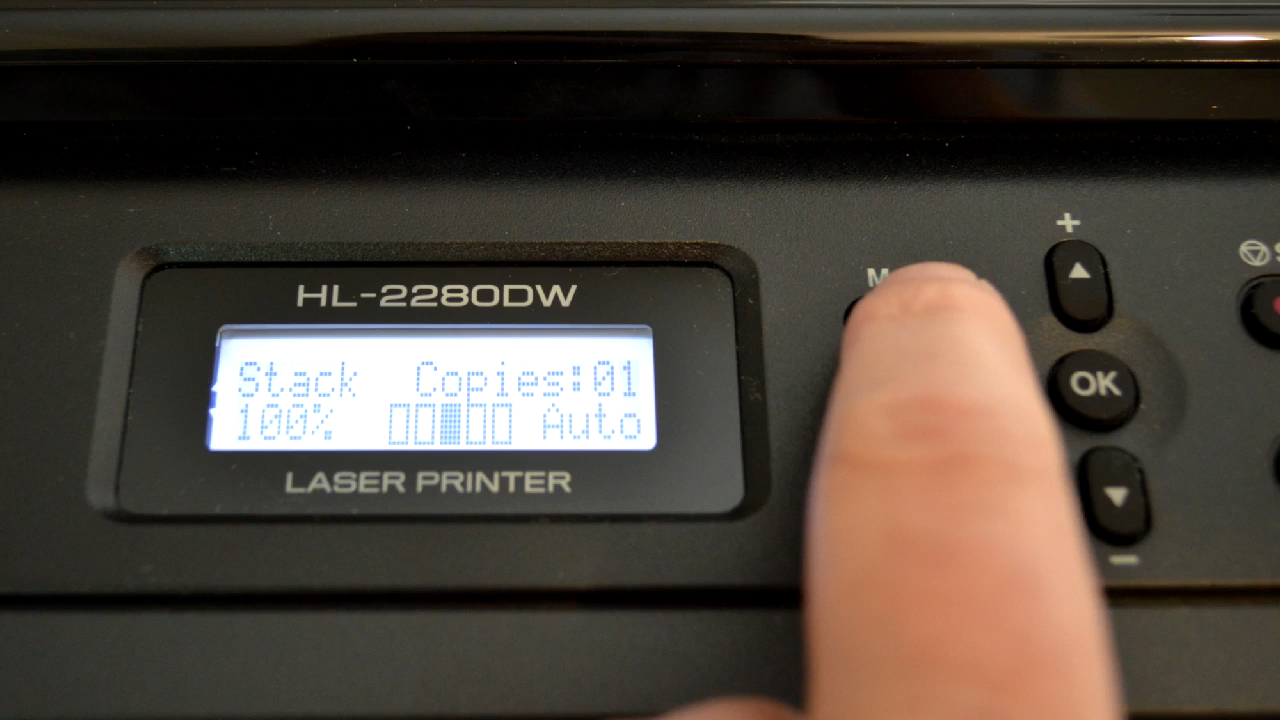 HL-2280DW
Stack Copies:01
100% Auto
LASER PRINTER
+
OK
-